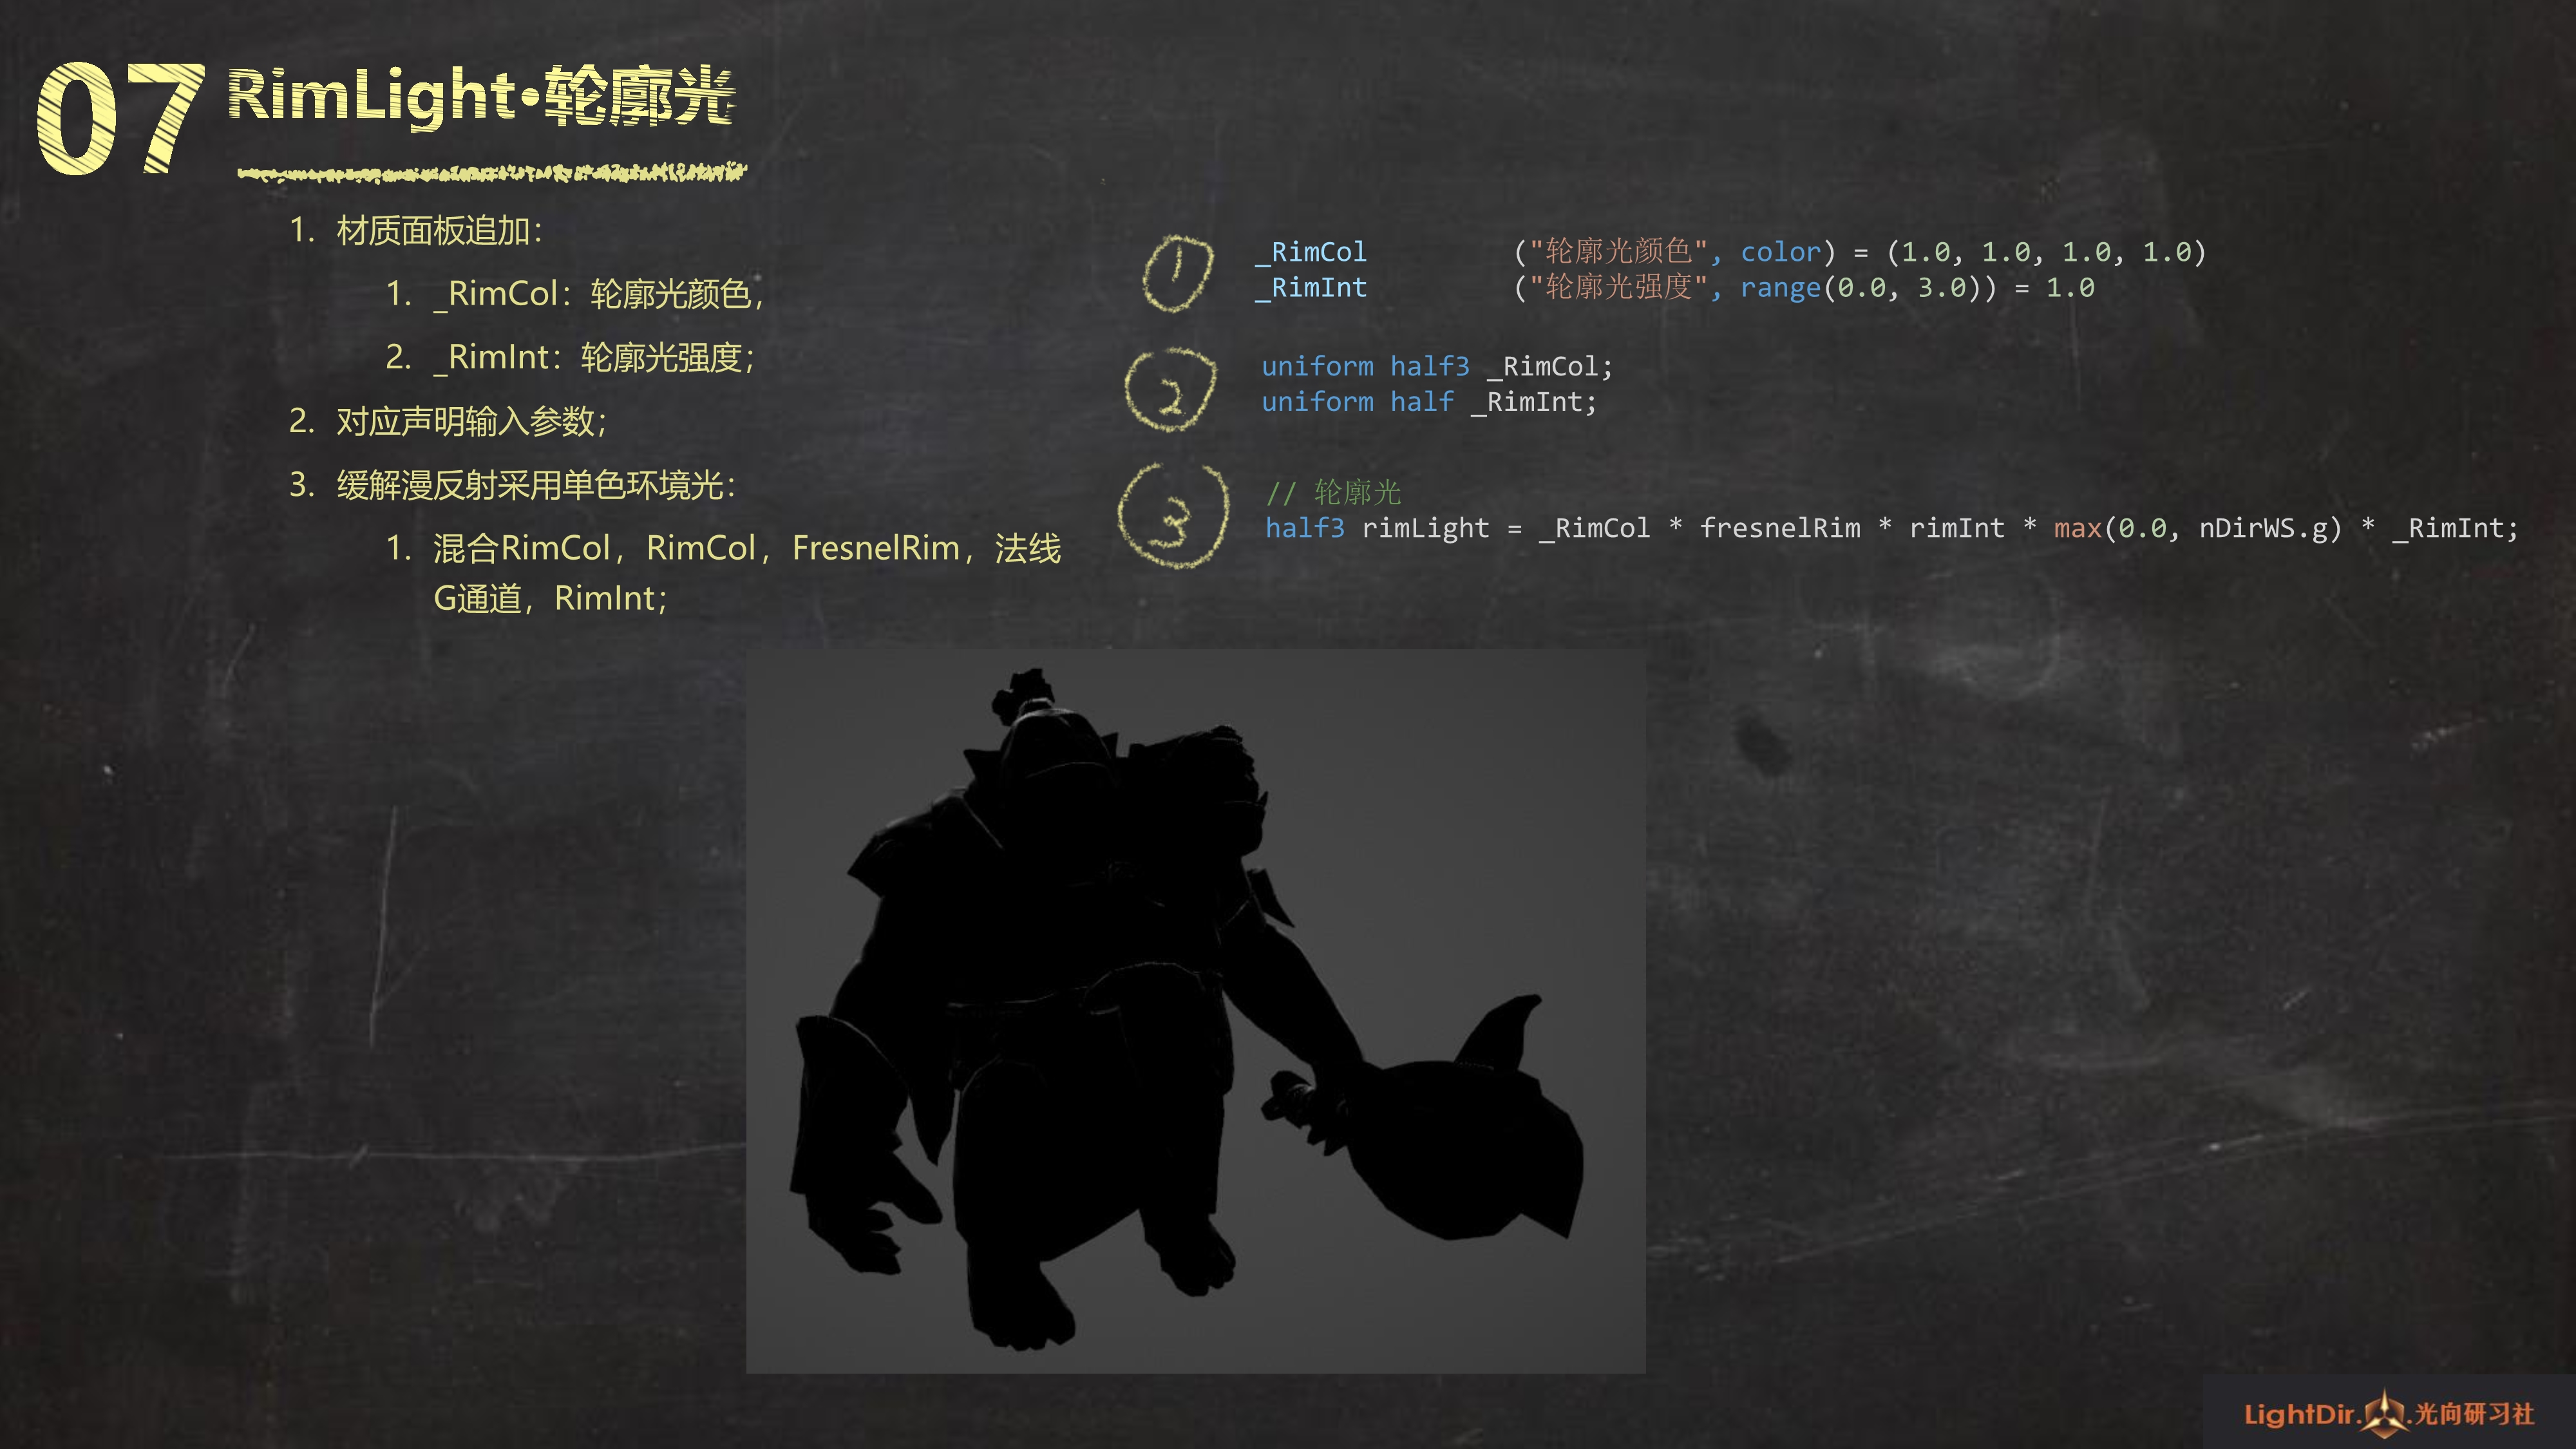 07 RimLight•轮廓光
1. 材质面板追加：
1. _RimCol：轮廓光颜色，
2. _RimInt：轮廓光强度；
2. 对应声明输入参数；
3. 缓解漫反射采用单色环境光：
1. 混合RimCol，RimCol，FresnelRim，法线
G通道，RimInt；
1
_RimCol ("轮廓光颜色", color) = (1.0, 1.0, 1.0, 1.0)
_RimInt ("轮廓光强度", range(0.0, 3.0)) = 1.0
2
uniform half3 _RimCol;
uniform half _RimInt;
3
// 轮廓光
half3 rimLight = _RimCol * fresnelRim * rimInt * max(0.0, nDirWS.g) * _RimInt;
LightDir. .光向研习社